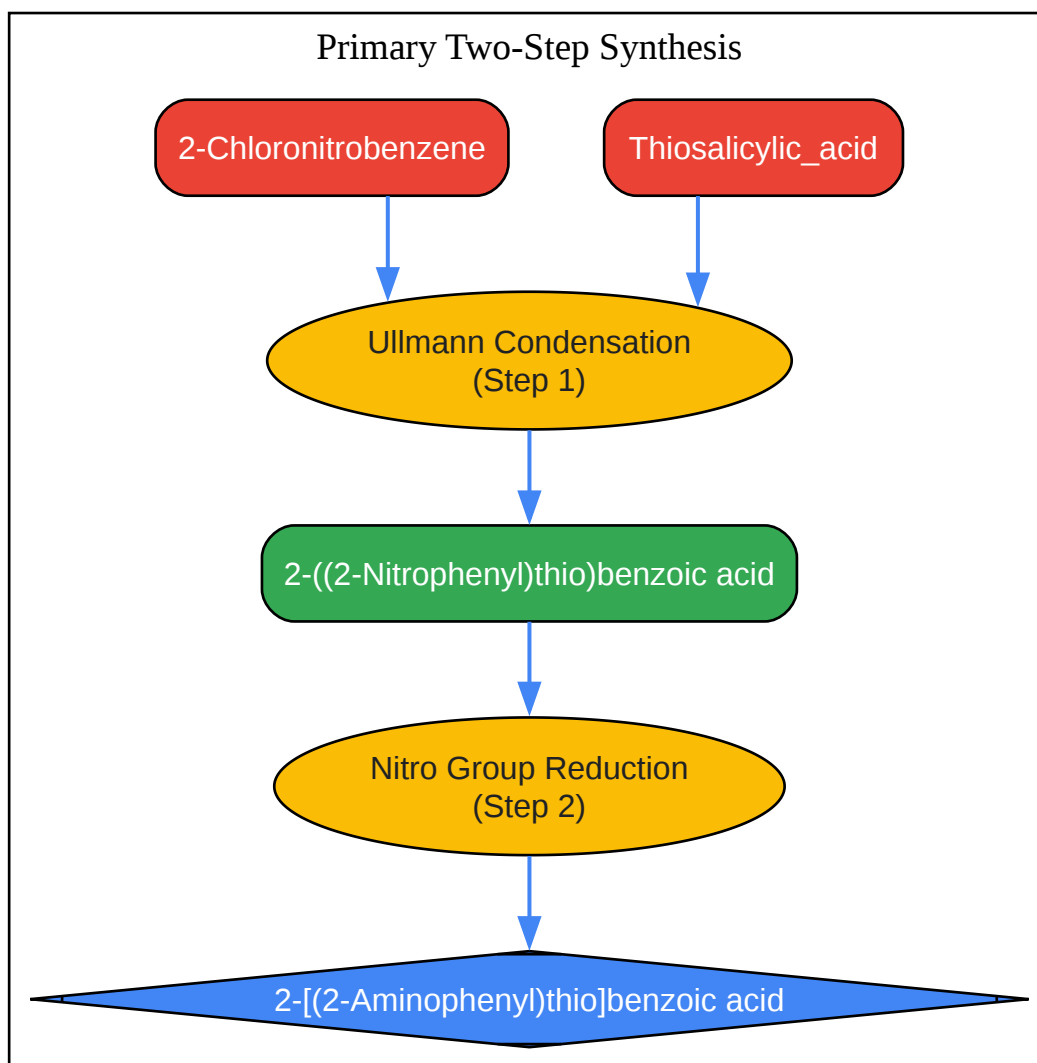 Primary Two-Step Synthesis
2-Chloronitrobenzene
Thiosalicylic_acid
Ullmann Condensation
(Step 1)
2-((2-Nitrophenyl)thio)benzoic acid
Nitro Group Reduction
(Step 2)
2-[(2-Aminophenyl)thio]benzoic acid